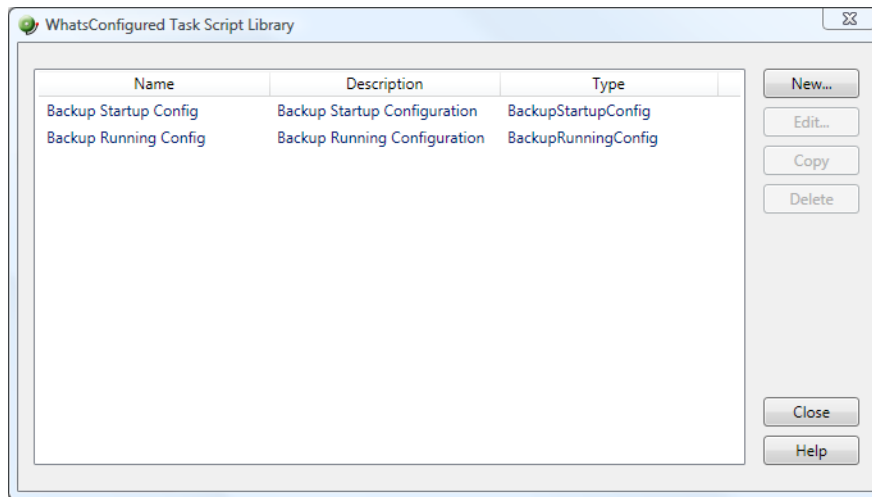 WhatsConfigured Task Script Library
Name Description Type
Backup Startup Config Backup Startup Configuration BackupStartupConfig
Backup Running Config Backup Running Configuration BackupRunningConfig
New...
Edit...
Copy
Delete
Close
Help